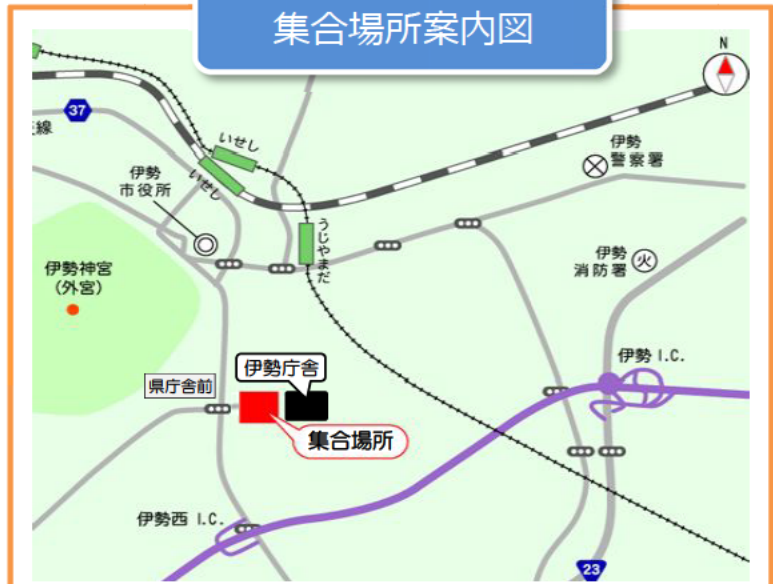 集合場所案内図
N
37
線
いせし
いせし
伊勢
市役所
伊勢
警察署
うじやまだ
伊勢神宮
(外宮)
伊勢
消防署
火
伊勢庁舎
伊勢 I.C.
県庁舎前
集合場所
伊勢西 I.C.
23